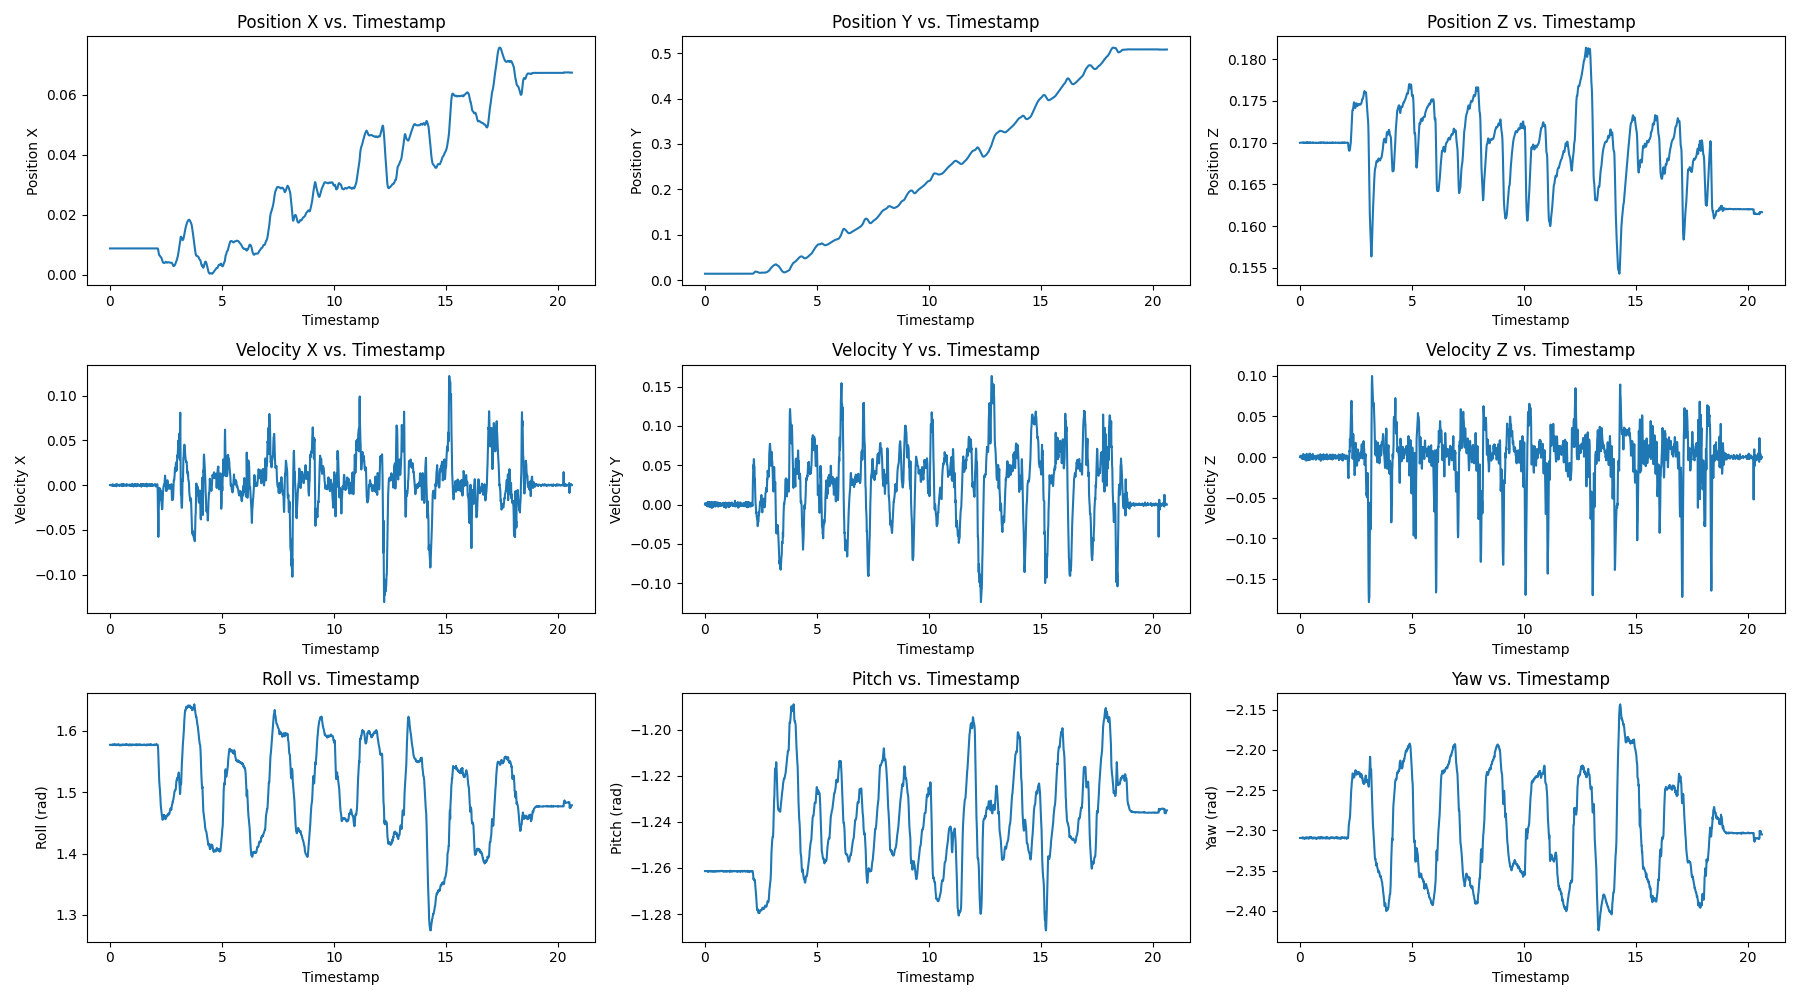 Position X vs. Timestamp
Position X
0.06
0.04
0.02
0.00
0 5 10 15 20
Timestamp
Position Y vs. Timestamp
Position Y
0.5
0.4
0.3
0.2
0.1
0.0
0 5 10 15 20
Timestamp
Position Z vs. Timestamp
Position Z
0.180
0.175
0.170
0.165
0.160
0.155
0 5 10 15 20
Timestamp
Velocity X vs. Timestamp
Velocity X
0.10
0.05
0.00
−0.05
−0.10
0 5 10 15 20
Timestamp
Velocity Y vs. Timestamp
Velocity Y
0.15
0.10
0.05
0.00
−0.05
−0.10
0 5 10 15 20
Timestamp
Velocity Z vs. Timestamp
Velocity Z
0.10
0.05
0.00
−0.05
−0.10
−0.15
0 5 10 15 20
Timestamp
Roll vs. Timestamp
Roll (rad)
1.6
1.5
1.4
1.3
0 5 10 15 20
Timestamp
Pitch vs. Timestamp
Pitch (rad)
−1.20
−1.22
−1.24
−1.26
−1.28
0 5 10 15 20
Timestamp
Yaw vs. Timestamp
Yaw (rad)
−2.15
−2.20
−2.25
−2.30
−2.35
−2.40
0 5 10 15 20
Timestamp